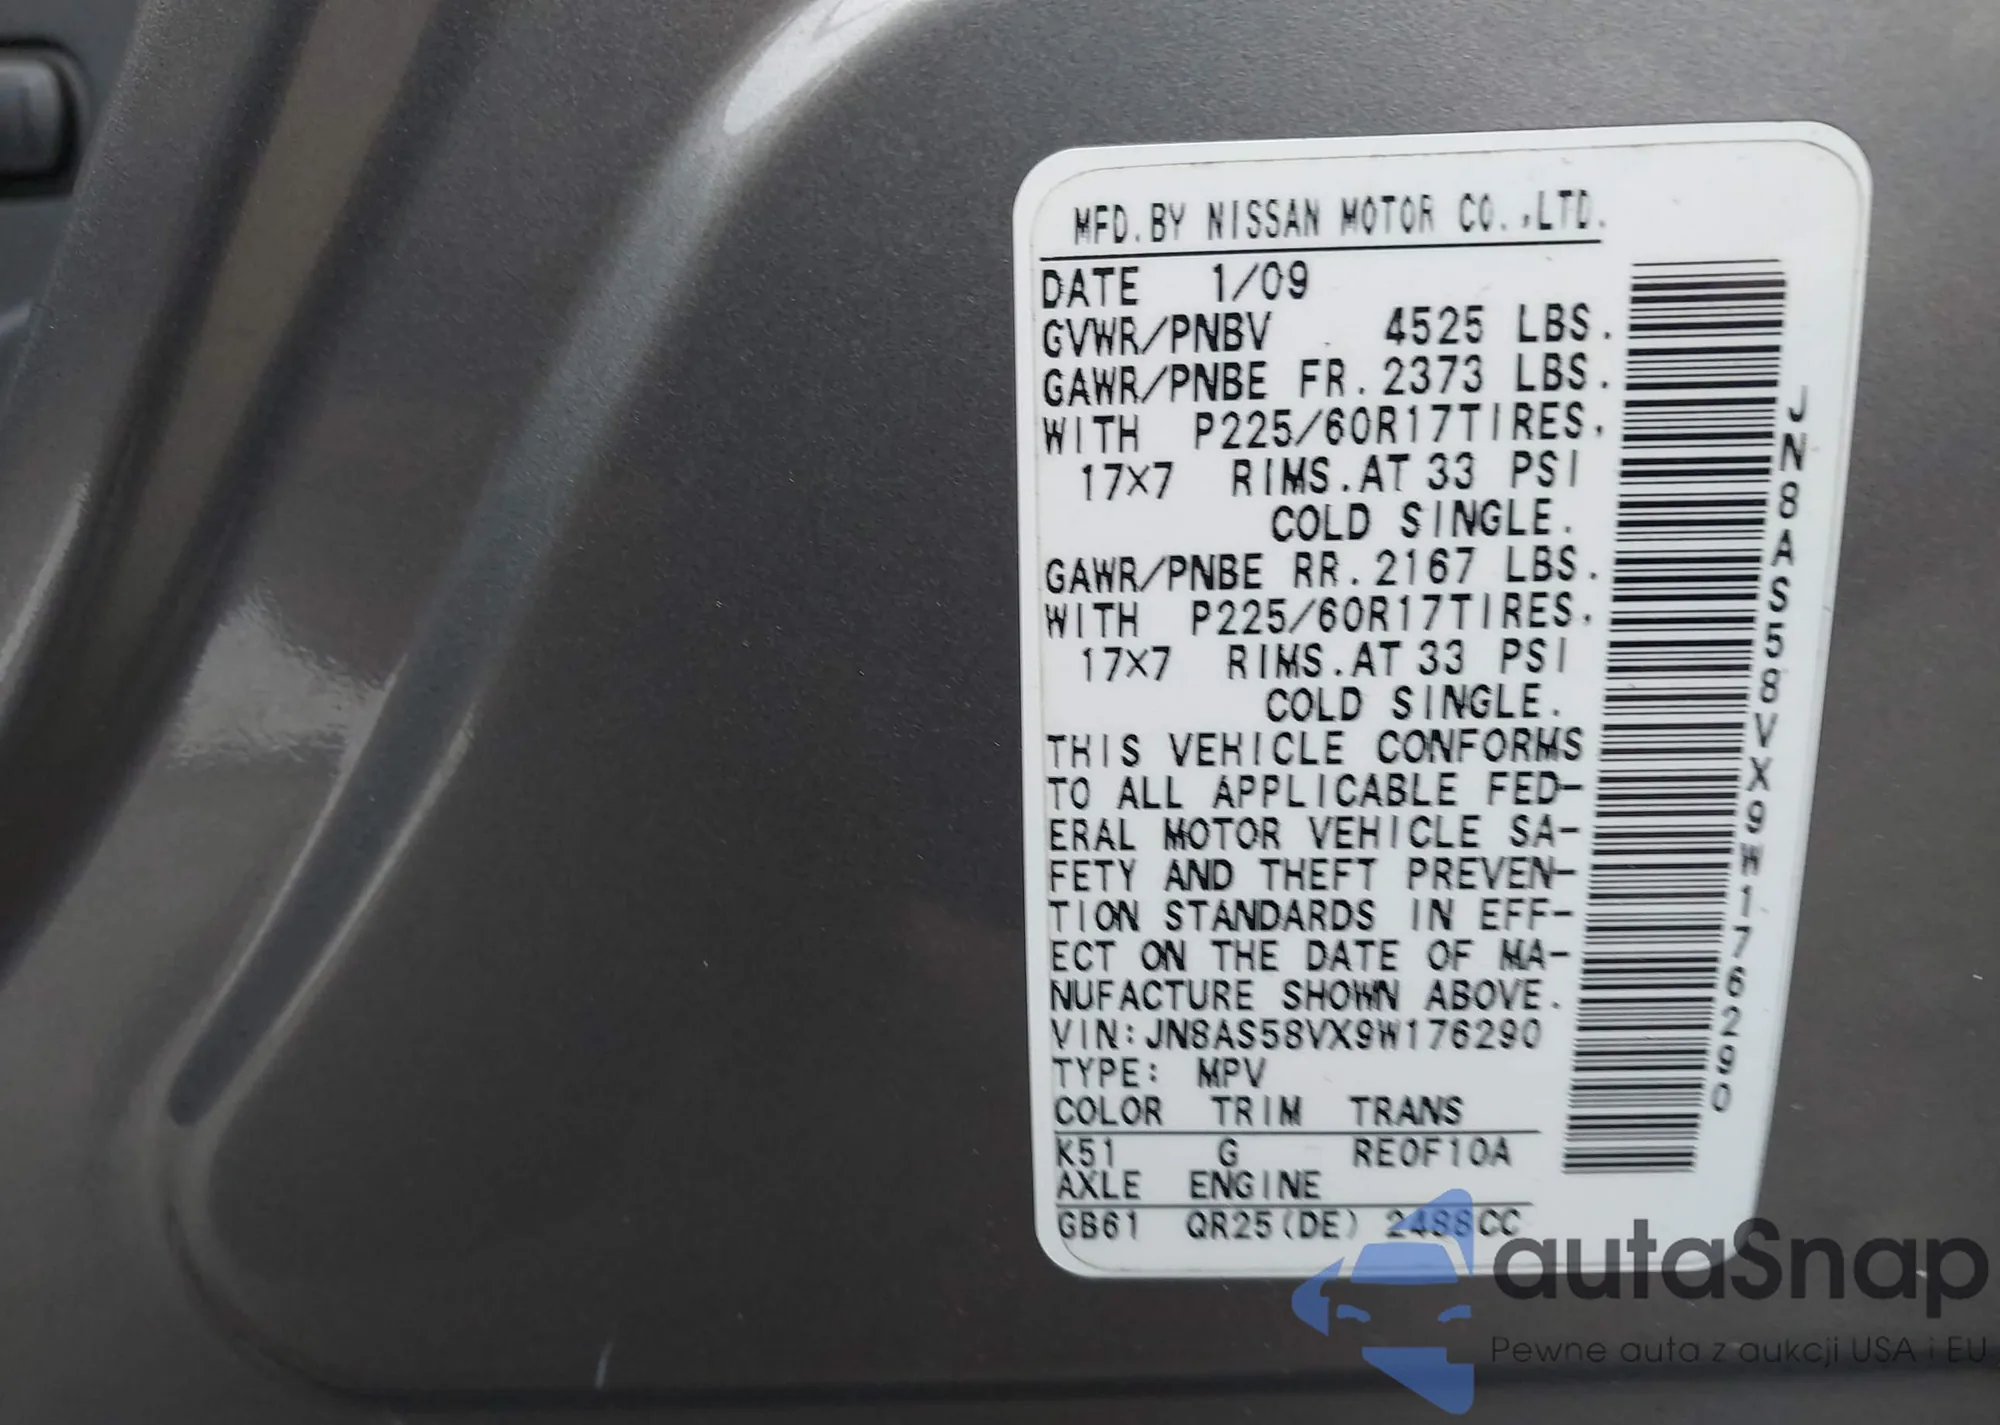 MFD.BY NISSAN MOTOR CO.,LTD.
DATE 1/09
GVWR/PNBV 4525 LBS.
GAWR/PNBE FR.2373 LBS.
WITH P225/60R17TIRES,
17X7 RIMS.AT 33 PSI
COLD SINGLE.
GAWR/PNBE RR.2167 LBS.
WITH P225/60R17TIRES,
17X7 RIMS.AT 33 PSI
COLD SINGLE.
THIS VEHICLE CONFORMS
TO ALL APPLICABLE FED-
ERAL MOTOR VEHICLE SA-
FETY AND THEFT PREVEN-
TION STANDARDS IN EFF-
ECT ON THE DATE OF MA-
NUFACTURE SHOWN ABOVE.
VIN:JN8AS58VX9W176290
TYPE: MPV
COLOR TRIM TRANS
K51 G RE0F10A
AXLE ENGINE
GB61 QR25(DE) 2488CC
JN8AS58VX9W176290
autaSnap
Pewne auta z aukcji USA i EU